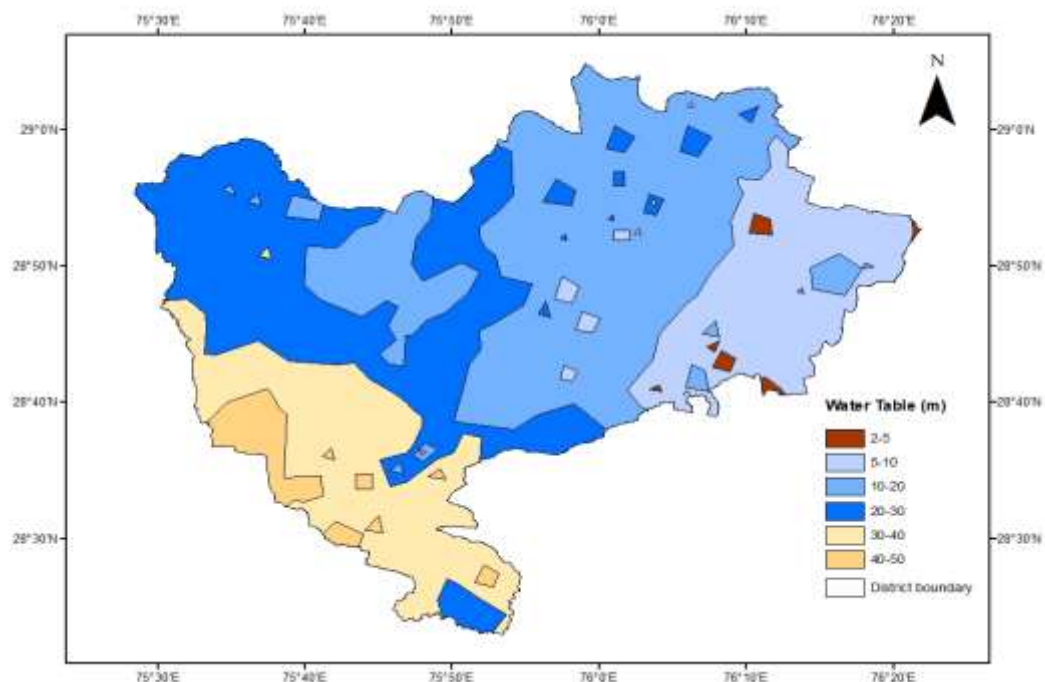 75°30'E 75°40'E 75°50'E 76°0'E 76°10'E 76°20'E
N
29°0'N 29°0'N
28°50'N 28°50'N
28°40'N 28°40'N
Water Table (m)
2-5
5-10
10-20
20-30
28°30'N 28°30'N
30-40
40-50
District boundary
75°30'E 75°40'E 75°50'E 76°0'E 76°10'E 76°20'E